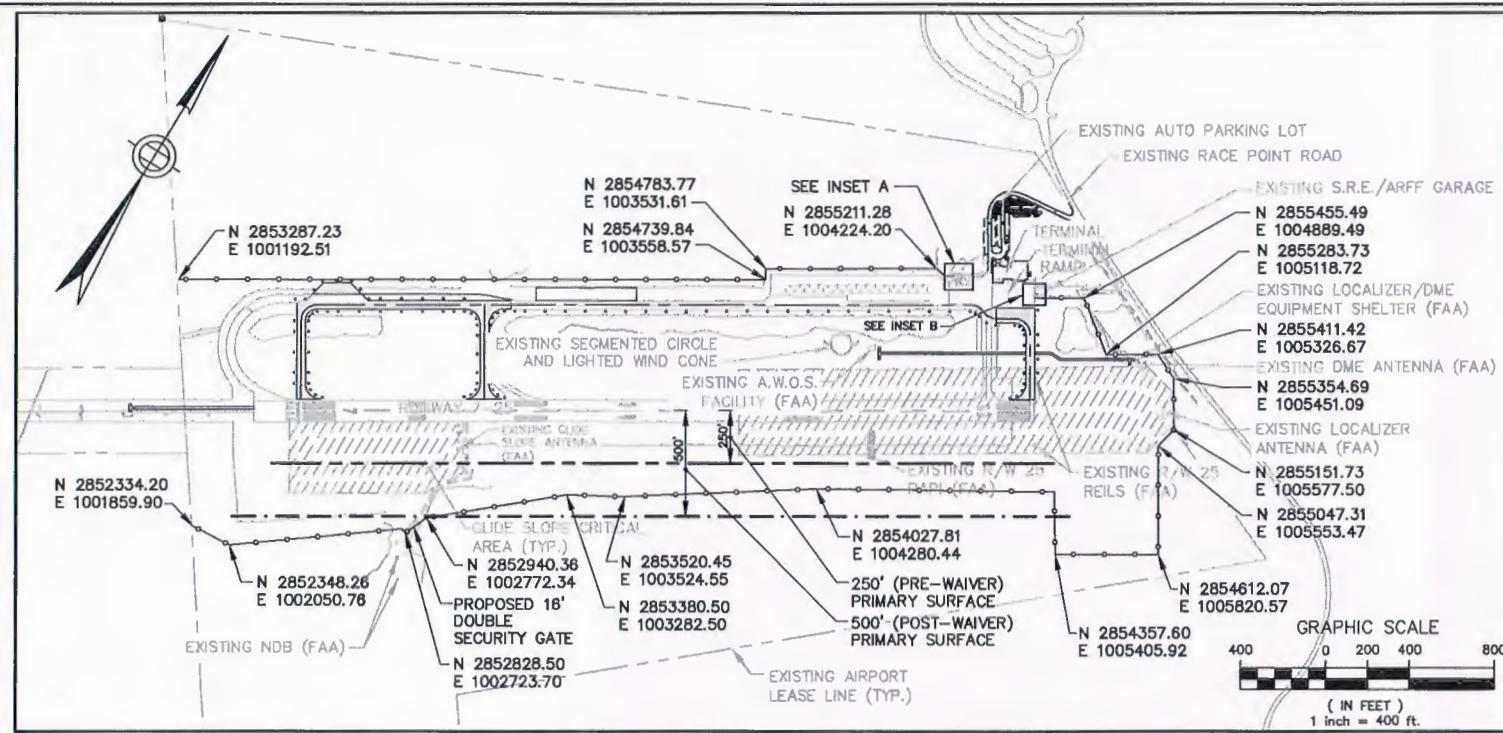 EXISTING AUTO PARKING LOT
EXISTING RACE POINT ROAD
N 2854783.77
E 1003531.61
SEE INSET A
EXISTING S.R.E./ARFF GARAGE
N 2855211.28
E 1004224.20
N 2855455.49
E 1004889.49
N 2853287.23
E 1001192.51
N 2854739.84
E 1003558.57
TERMINAL
TERMINAL
RAMP
N 2855283.73
E 1005118.72
EXISTING LOCALIZER/DME
EQUIPMENT SHELTER (FAA)
SEE INSET B
N 2855411.42
E 1005326.67
EXISTING SEGMENTED CIRCLE
AND LIGHTED WIND CONE
EXISTING DME ANTENNA (FAA)
EXISTING A.W.O.S.
FACILITY (FAA)
N 2855354.69
E 1005451.09
RUNWAY 7-25
EXISTING GLIDE
SLOPE ANTENNA
(FAA)
500'
250'
EXISTING LOCALIZER
ANTENNA (FAA)
EXISTING R/W 25
PAPI (FAA)
EXISTING R/W 25
REILS (FAA)
N 2855151.73
E 1005577.50
N 2852334.20
E 1001859.90
N 2855047.31
E 1005553.47
GLIDE SLOPE CRITICAL
AREA (TYP.)
N 2854027.81
E 1004280.44
N 2852348.26
E 1002050.76
N 2852940.36
E 1002772.34
N 2853520.45
E 1003524.55
N 2854612.07
E 1005820.57
PROPOSED 16'
DOUBLE
SECURITY GATE
N 2853380.50
E 1003282.50
250' (PRE-WAIVER)
PRIMARY SURFACE
500' (POST-WAIVER)
PRIMARY SURFACE
N 2854357.60
E 1005405.92
EXISTING NDB (FAA)
N 2852828.50
E 1002723.70
EXISTING AIRPORT
LEASE LINE (TYP.)
GRAPHIC SCALE
400 0 200 400 800
( IN FEET )
1 inch = 400 ft.